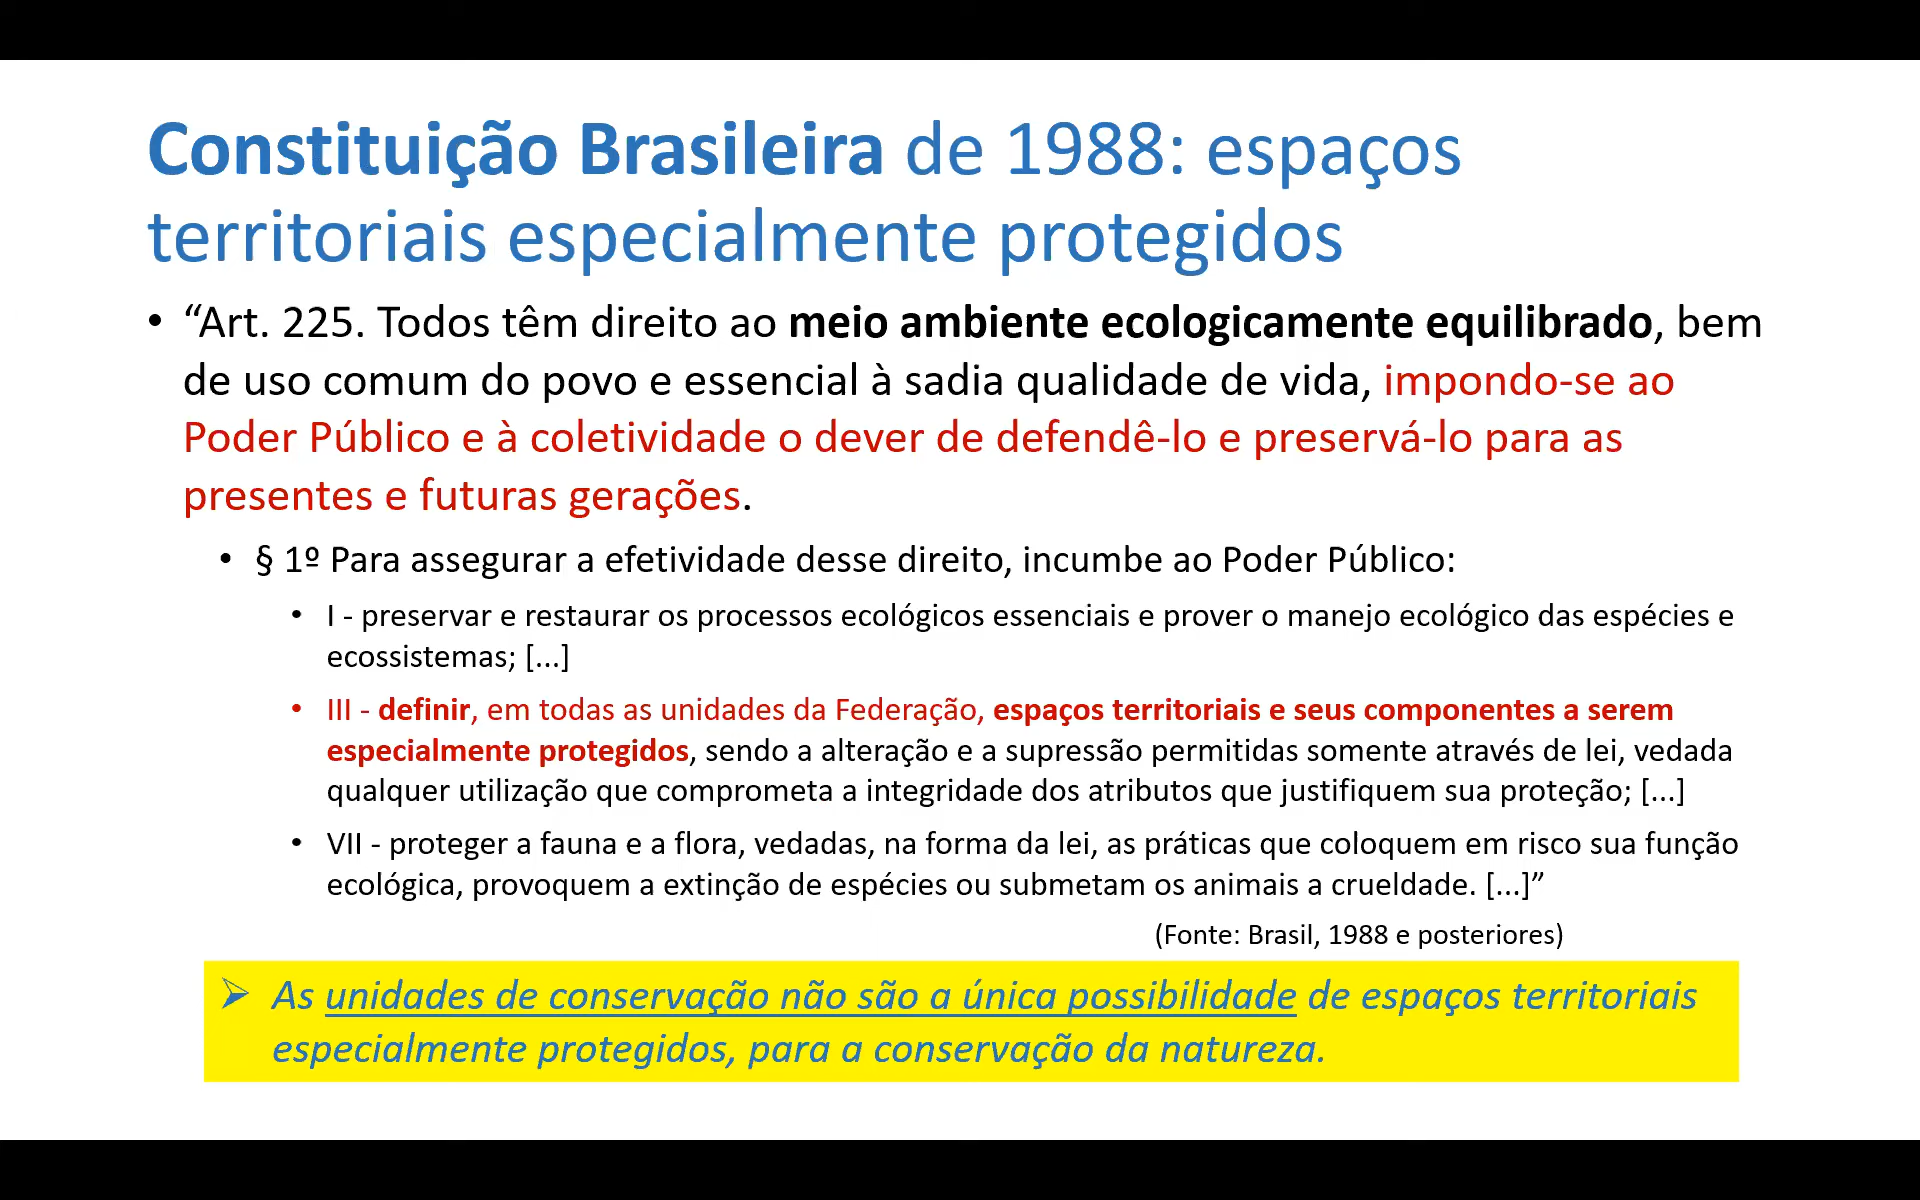 Constituição Brasileira de 1988: espaços
territoriais especialmente protegidos
• “Art. 225. Todos têm direito ao meio ambiente ecologicamente equilibrado, bem
de uso comum do povo e essencial à sadia qualidade de vida, impondo-se ao
Poder Público e à coletividade o dever de defendê-lo e preservá-lo para as
presentes e futuras gerações.
• § 1º Para assegurar a efetividade desse direito, incumbe ao Poder Público:
• I - preservar e restaurar os processos ecológicos essenciais e prover o manejo ecológico das espécies e
ecossistemas; [...]
• III - definir, em todas as unidades da Federação, espaços territoriais e seus componentes a serem
especialmente protegidos, sendo a alteração e a supressão permitidas somente através de lei, vedada
qualquer utilização que comprometa a integridade dos atributos que justifiquem sua proteção; [...]
• VII - proteger a fauna e a flora, vedadas, na forma da lei, as práticas que coloquem em risco sua função
ecológica, provoquem a extinção de espécies ou submetam os animais a crueldade. [...]”
(Fonte: Brasil, 1988 e posteriores)
➢ As unidades de conservação não são a única possibilidade de espaços territoriais
especialmente protegidos, para a conservação da natureza.